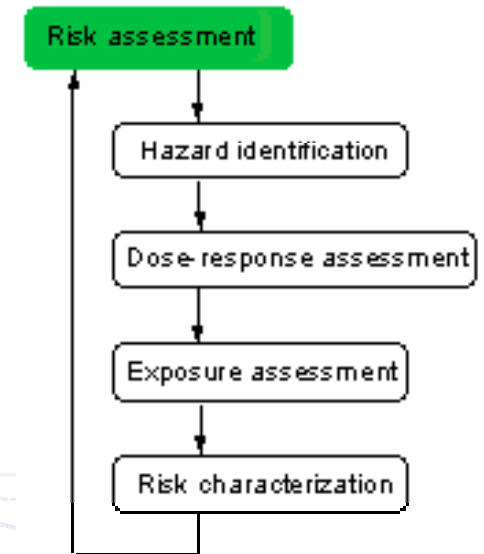 Risk assessment
Hazard identification
Dose-response assessment
Exposure assessment
Risk characterization